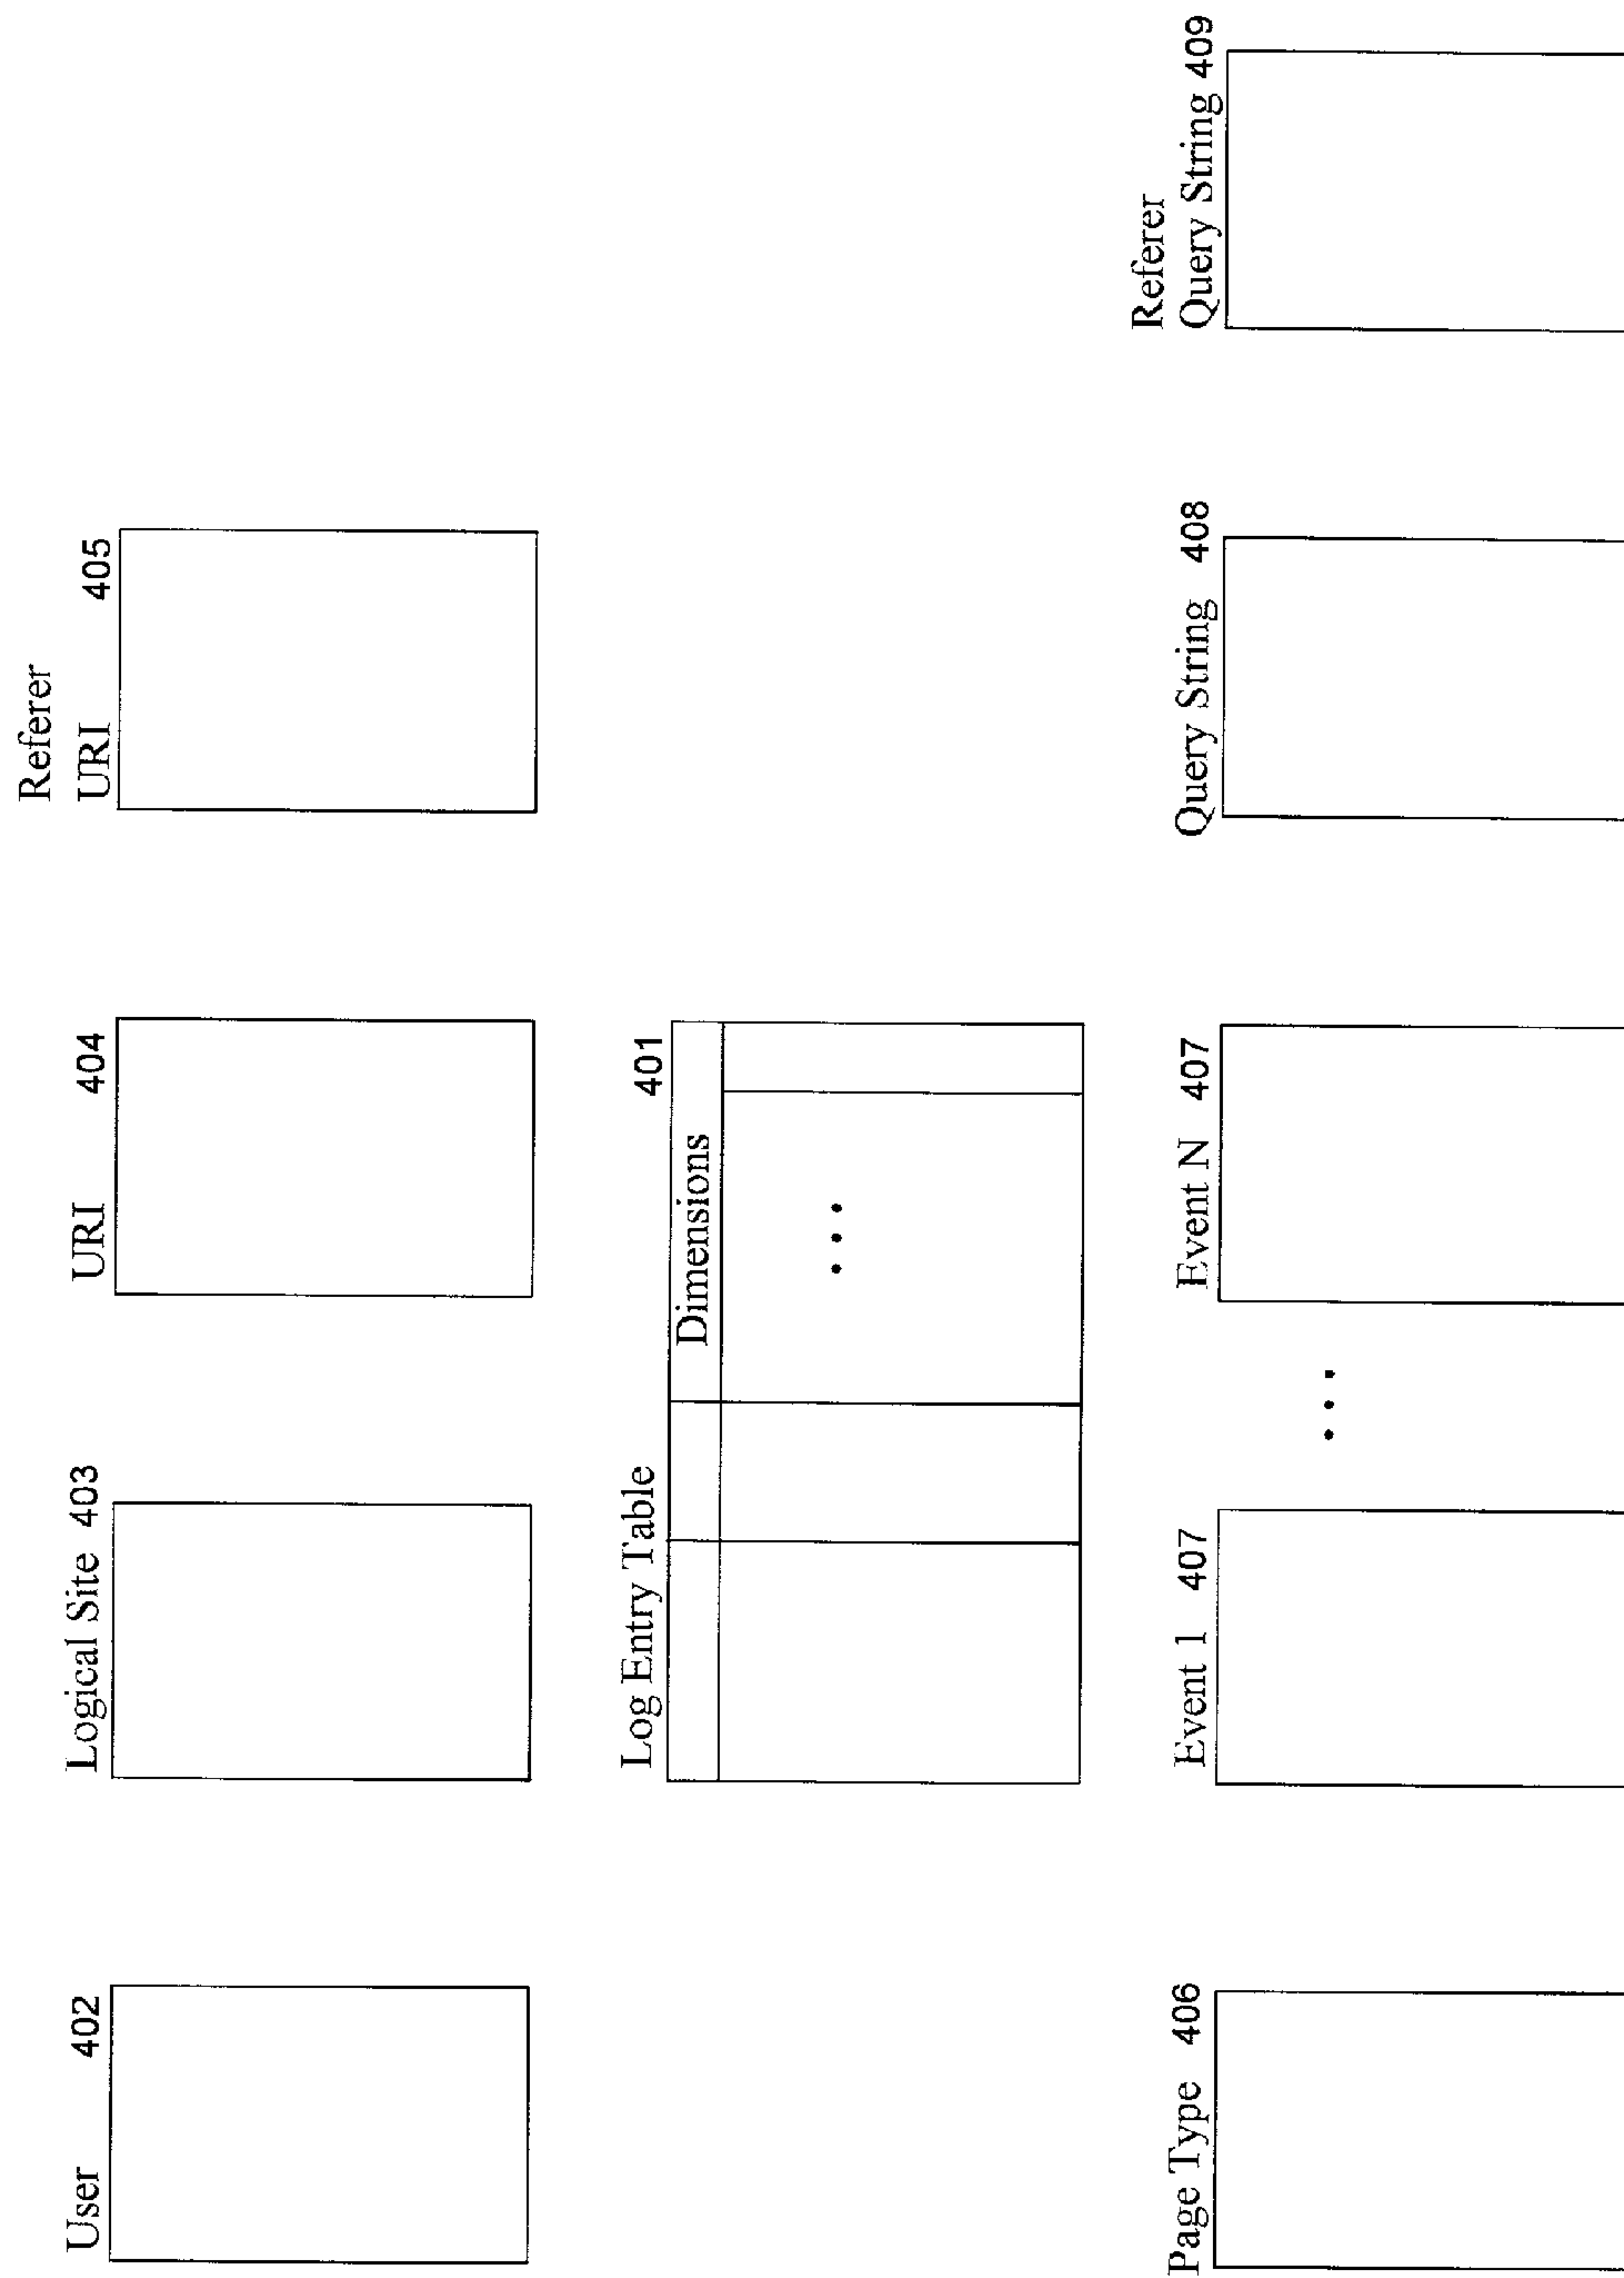 User 402
Logical Site 403
URI 404
Referer
URI 405
Log Entry Table 401
Dimensions
Page Type 406
Event 1 407
Event N 407
Query String 408
Referer
Query String 409